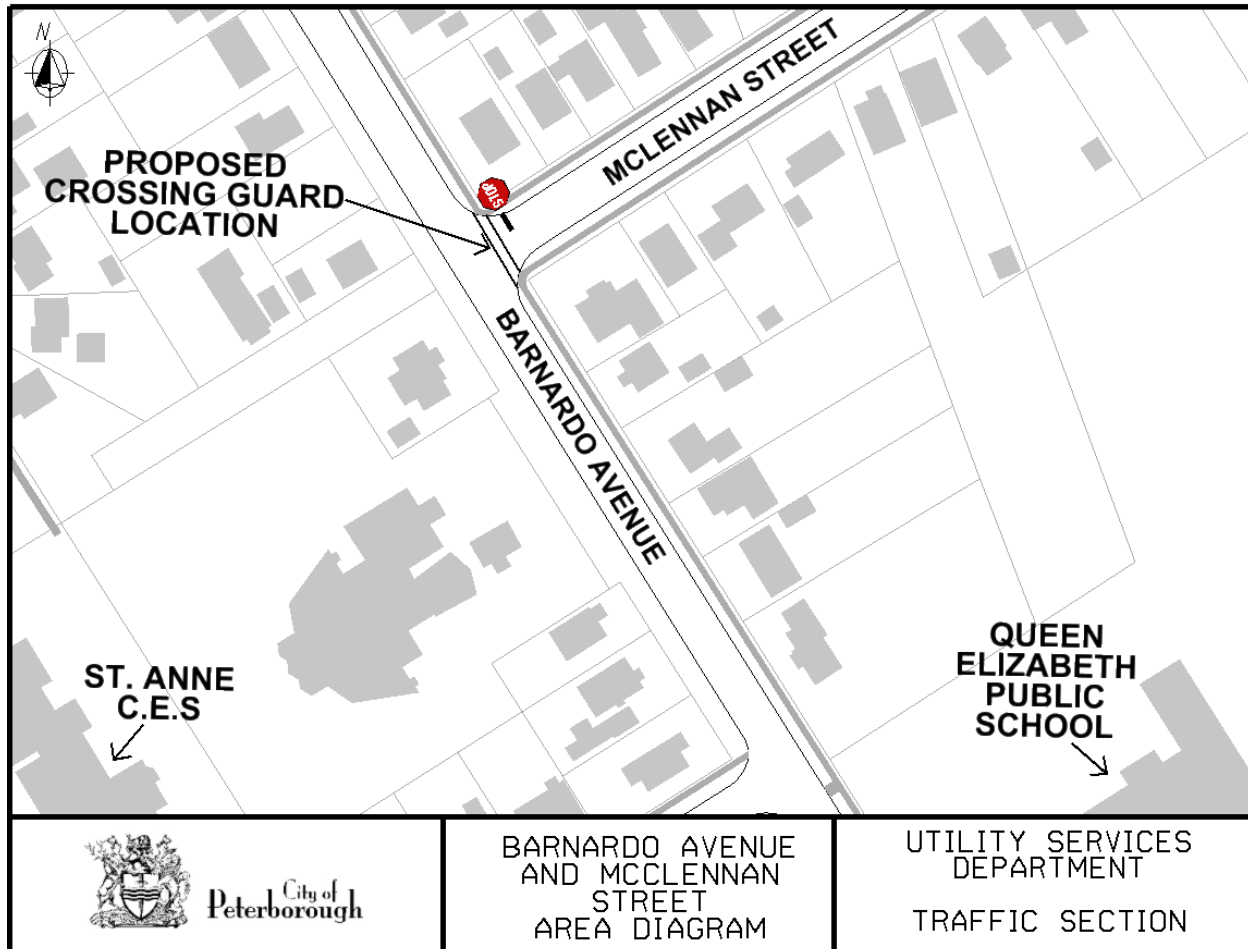 N
PROPOSED
CROSSING GUARD
LOCATION
STOP
MCLENNAN STREET
BARNARDO AVENUE
ST. ANNE
C.E.S
QUEEN
ELIZABETH
PUBLIC
SCHOOL
City of
Peterborough
BARNARDO AVENUE
AND MCCLENNAN
STREET
AREA DIAGRAM
UTILITY SERVICES
DEPARTMENT
TRAFFIC SECTION